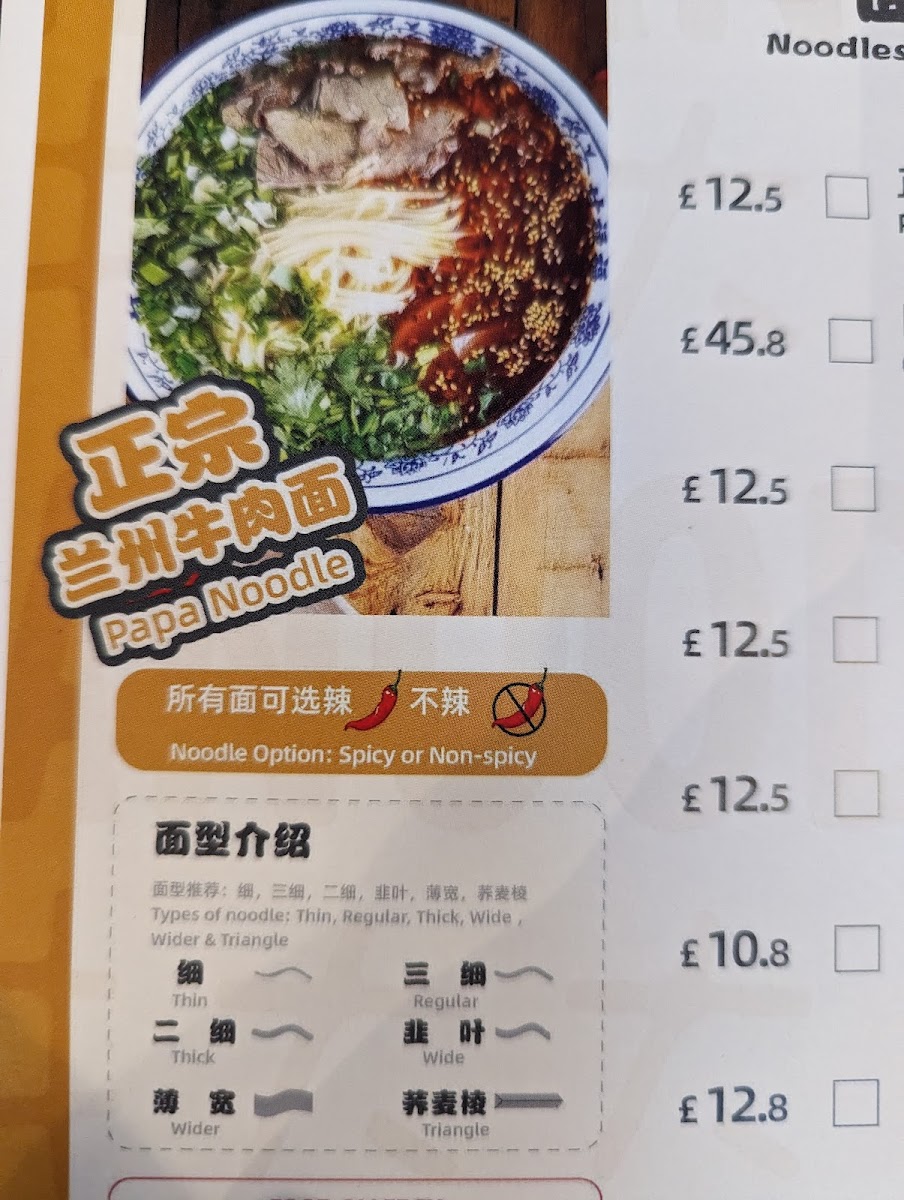 正宗
兰州牛肉面
Papa Noodle
所有面可选辣 不辣
Noodle Option: Spicy or Non-spicy
面型介绍
面型推荐：细，三细，二细，韭叶，薄宽，荞麦棱
Types of noodle: Thin, Regular, Thick, Wide ,
Wider & Triangle
细
Thin
三 细
Regular
二 细
Thick
韭 叶
Wide
薄 宽
Wider
荞麦棱
Triangle
Noodles
£12.5
£45.8
£12.5
£12.5
£12.5
£10.8
£12.8